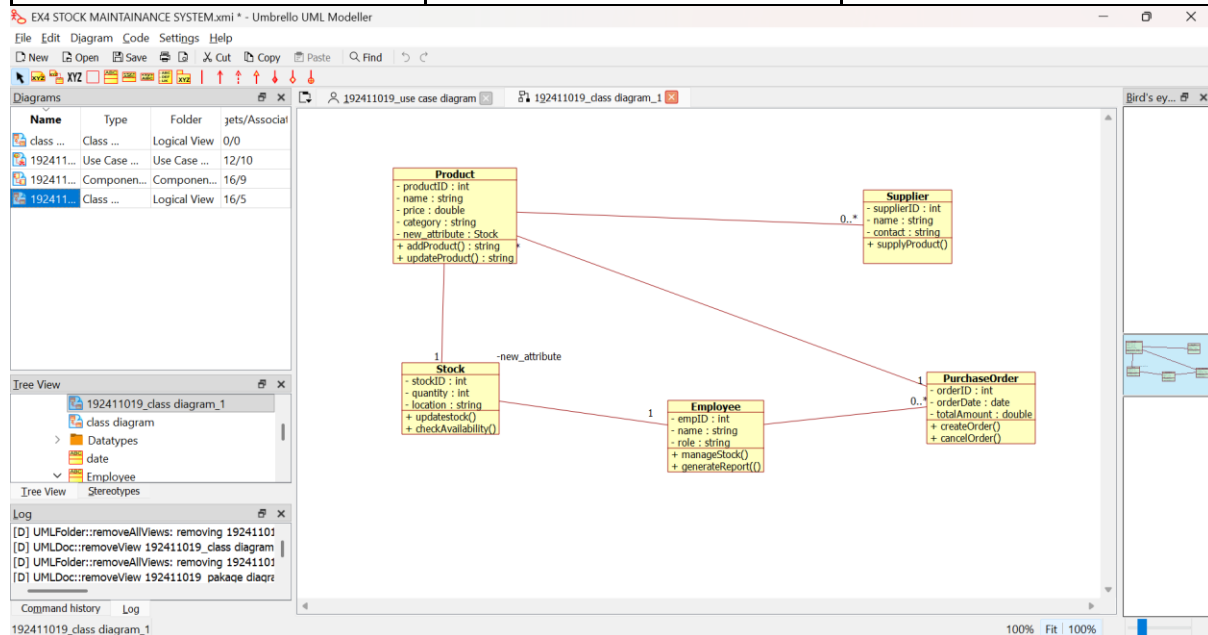 EX4 STOCK MAINTAINANCE SYSTEM.xmi * - Umbrello UML Modeller
File Edit Diagram Code Settings Help
New Open Save Cut Copy Paste Find
XYZ
Diagrams
Name Type Folder gets/Associat
class ... Class ... Logical View 0/0
192411... Use Case ... Use Case ... 12/10
192411... Componen... Componen... 16/9
192411... Class ... Logical View 16/5
Tree View
192411019_class diagram_1
class diagram
Datatypes
date
Employee
Tree View Stereotypes
Log
[D] UMLFolder::removeAllViews: removing 19241101
[D] UMLDoc::removeView 192411019_class diagram
[D] UMLFolder::removeAllViews: removing 19241101
[D] UMLDoc::removeView 192411019_pakage diagra
Command history Log
192411019_class diagram_1
192411019_use case diagram
192411019_class diagram_1
Product
- productID : int
- name : string
- price : double
- category : string
- new_attribute : Stock
+ addProduct() : string
+ updateProduct() : string
*
Supplier
- supplierID : int
- name : string
- contact : string
+ supplyProduct()
0..*
1
-new_attribute
Stock
- stockID : int
- quantity : int
- location : string
+ updatestock()
+ checkAvailability()
1
Employee
- empID : int
- name : string
- role : string
+ manageStock()
+ generateReport(()
1
0..*
PurchaseOrder
- orderID : int
- orderDate : date
- totalAmount : double
+ createOrder()
+ cancelOrder()
Bird's ey...
100% Fit 100%